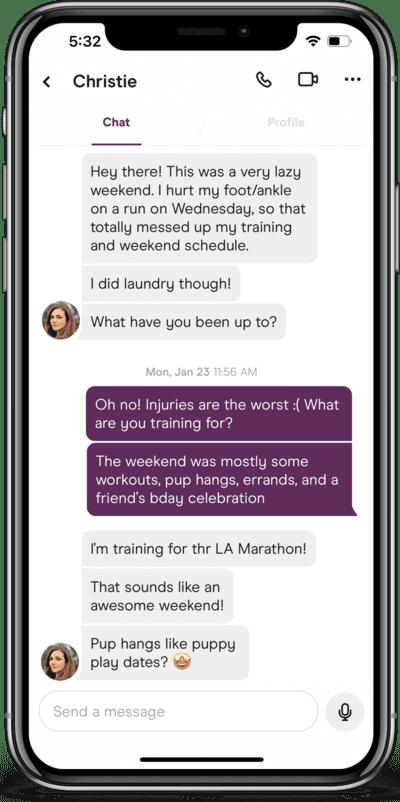 5:32
Christie
Chat
Profile
Hey there! This was a very lazy
weekend. I hurt my foot/ankle
on a run on Wednesday, so that
totally messed up my training
and weekend schedule.
I did laundry though!
What have you been up to?
Mon, Jan 23 11:56 AM
Oh no! Injuries are the worst :( What
are you training for?
The weekend was mostly some
workouts, pup hangs, errands, and a
friend's bday celebration
I'm training for thr LA Marathon!
That sounds like an
awesome weekend!
Pup hangs like puppy
play dates? 🤩
Send a message